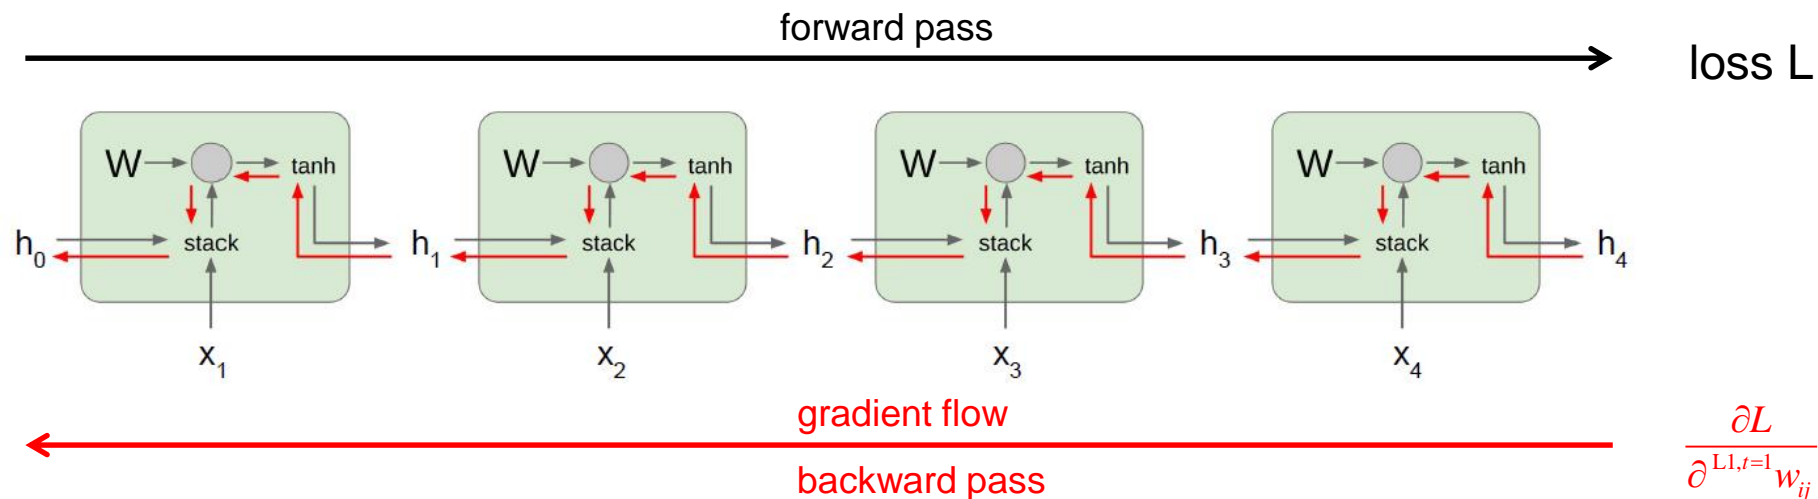 forward pass
loss L
W tanh W tanh W tanh W tanh
h₀ stack h₁ stack h₂ stack h₃ stack h₄
x₁ x₂ x₃ x₄
gradient flow
backward pass
∂L
∂ᴸ¹,ᵗ⁼¹wᵢⱼ